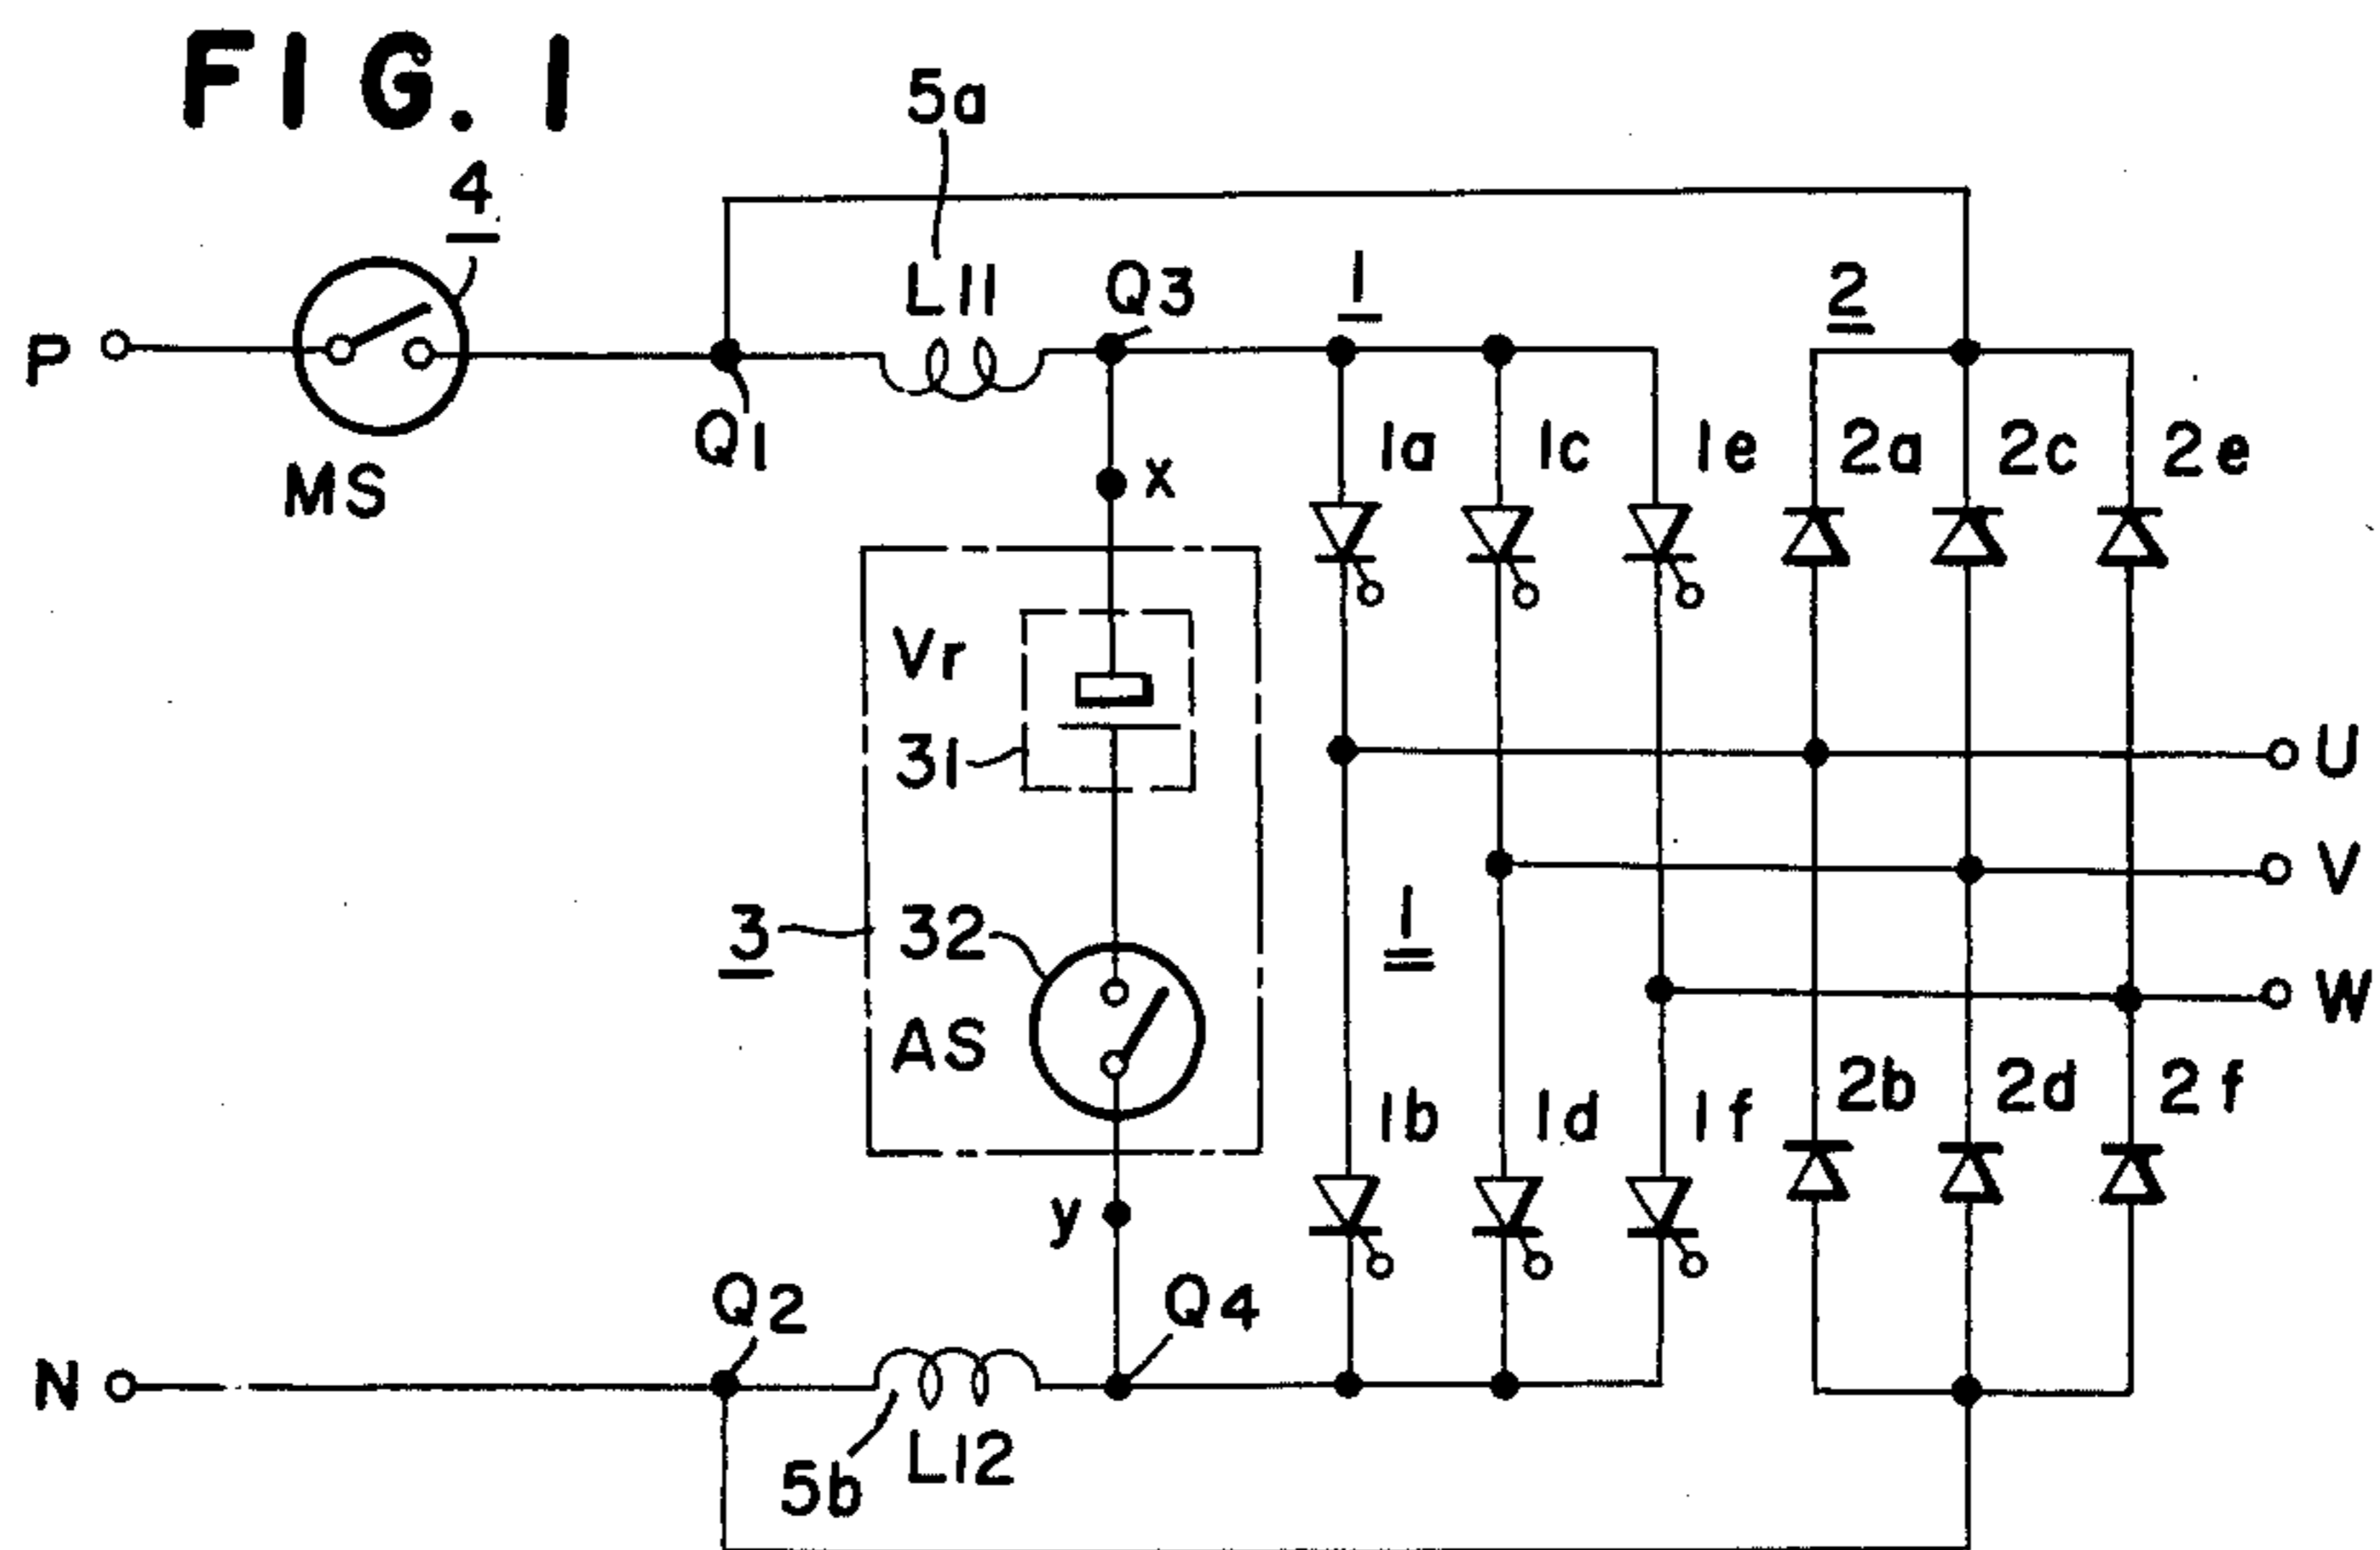 FIG. 1
5a
4
L11
Q3
1
2
P
Q1
MS
x
1a
1c
1e
2a
2c
2e
Vr
31
U
V
3
32
1
W
AS
1b
1d
1f
2b
2d
2f
y
Q2
Q4
N
L12
5b